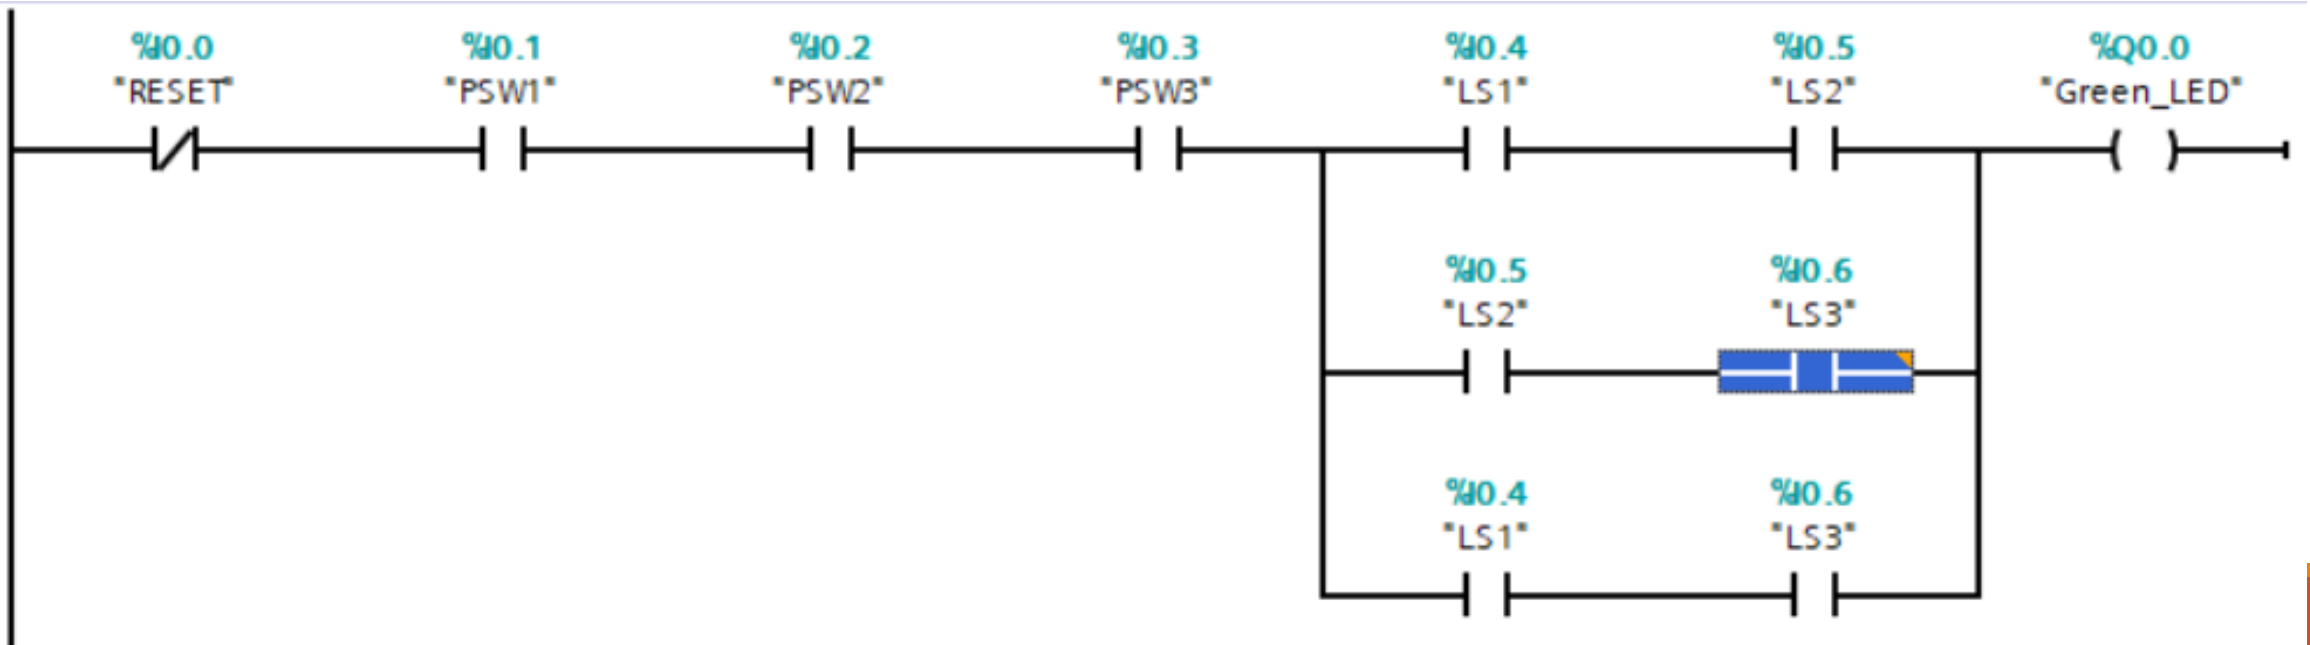 %I0.0 %I0.1 %I0.2 %I0.3 %I0.4 %I0.5 %Q0.0
"RESET" "PSW1" "PSW2" "PSW3" "LS1" "LS2" "Green_LED"
%I0.5 %I0.6
"LS2" "LS3"
%I0.4 %I0.6
"LS1" "LS3"